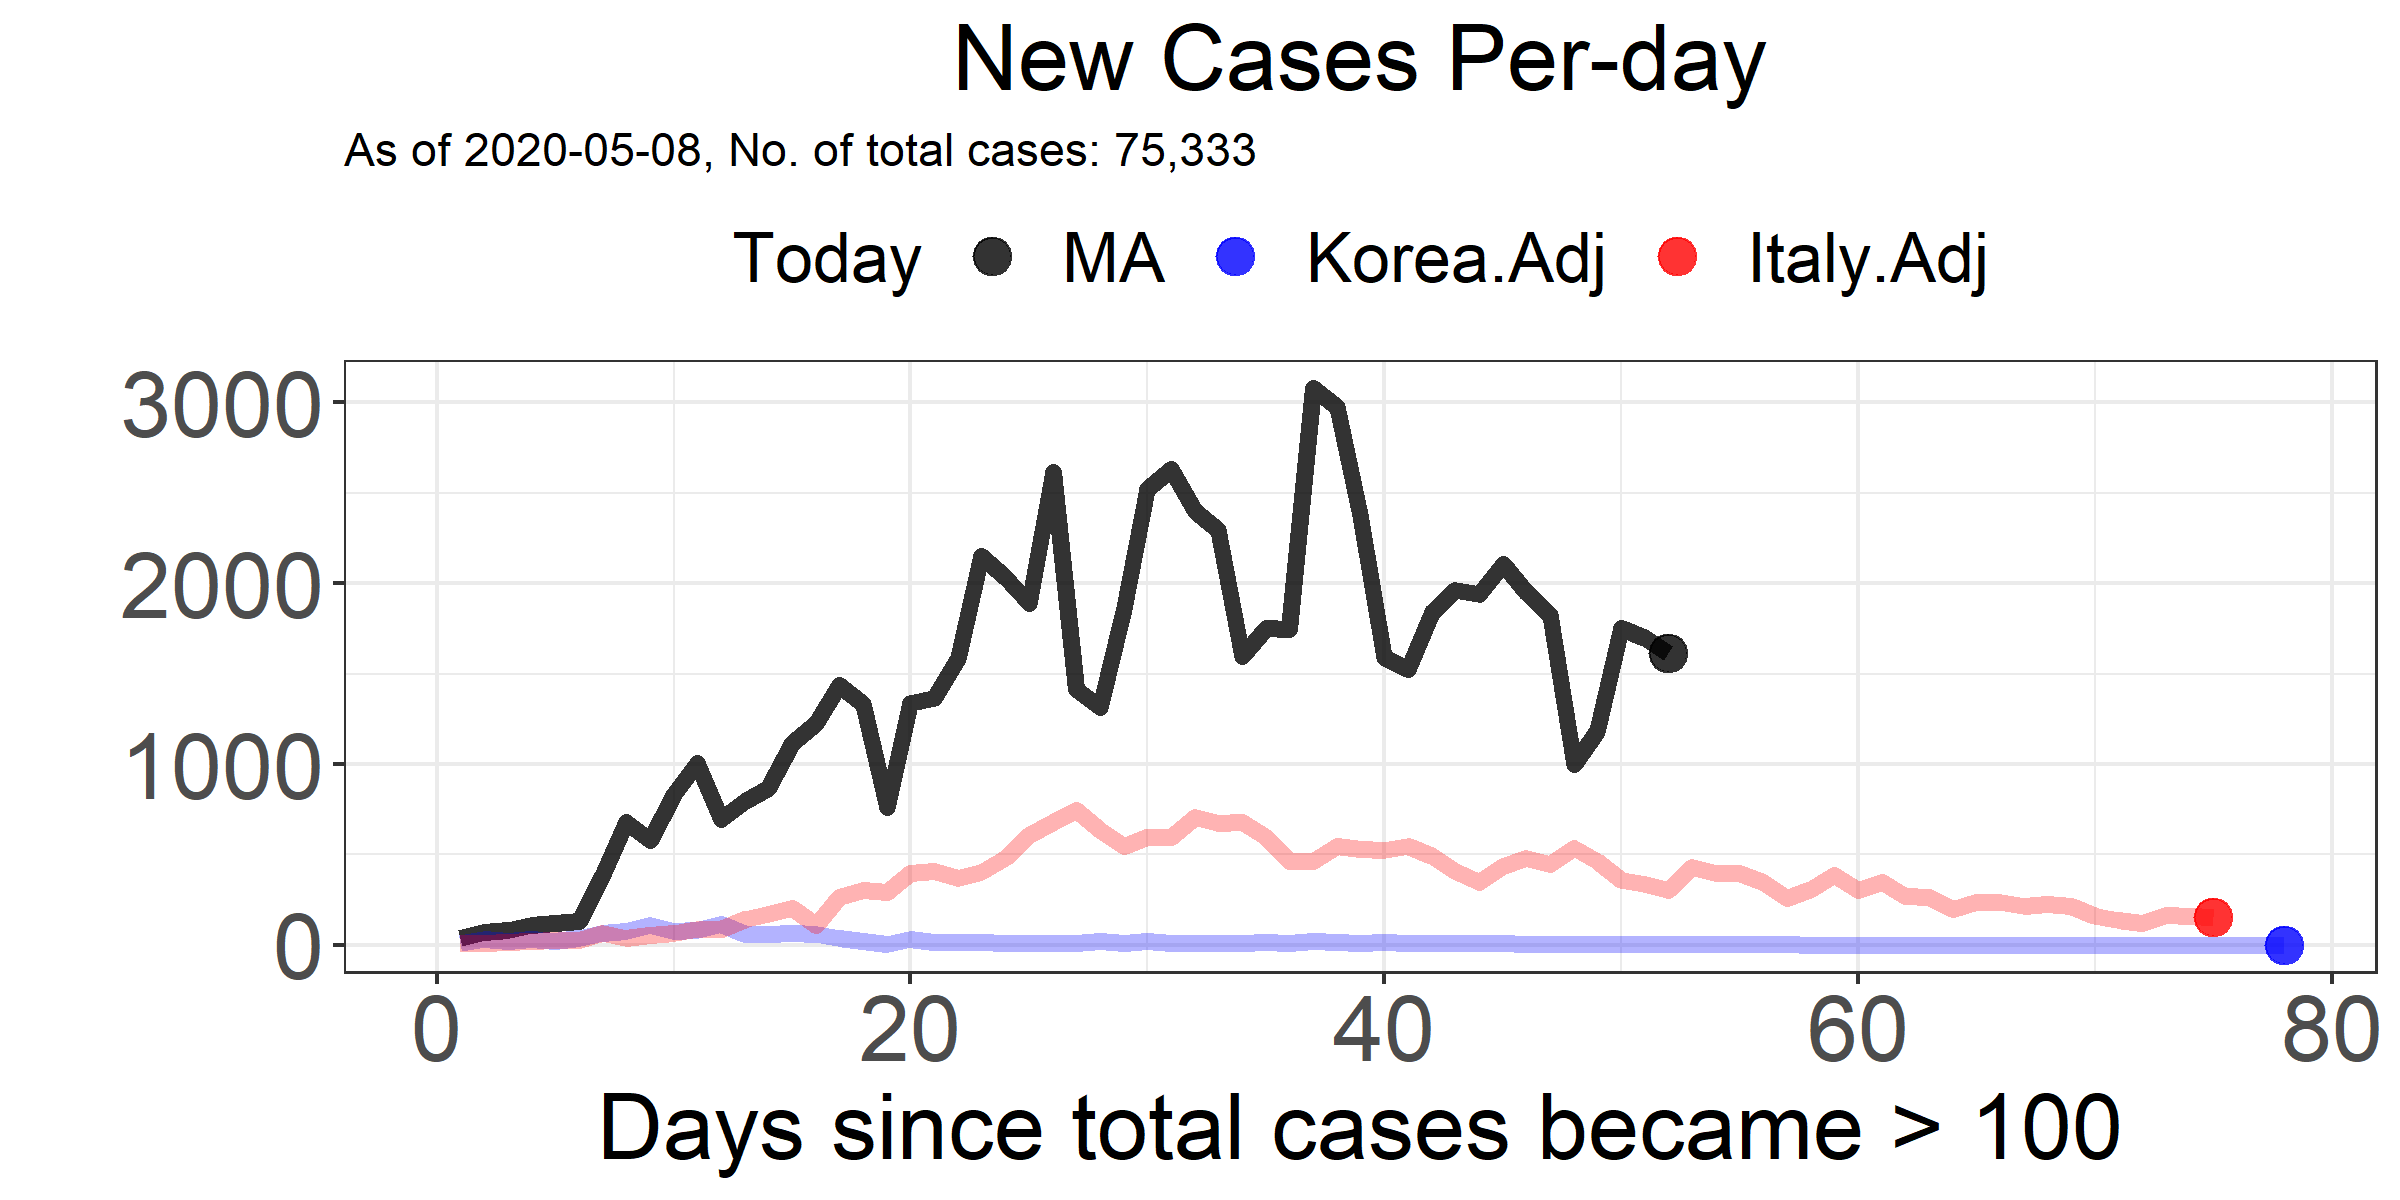 New Cases Per-day
As of 2020-05-08, No. of total cases: 75,333
Today MA Korea.Adj Italy.Adj
3000
2000
1000
0
0 20 40 60 80
Days since total cases became > 100